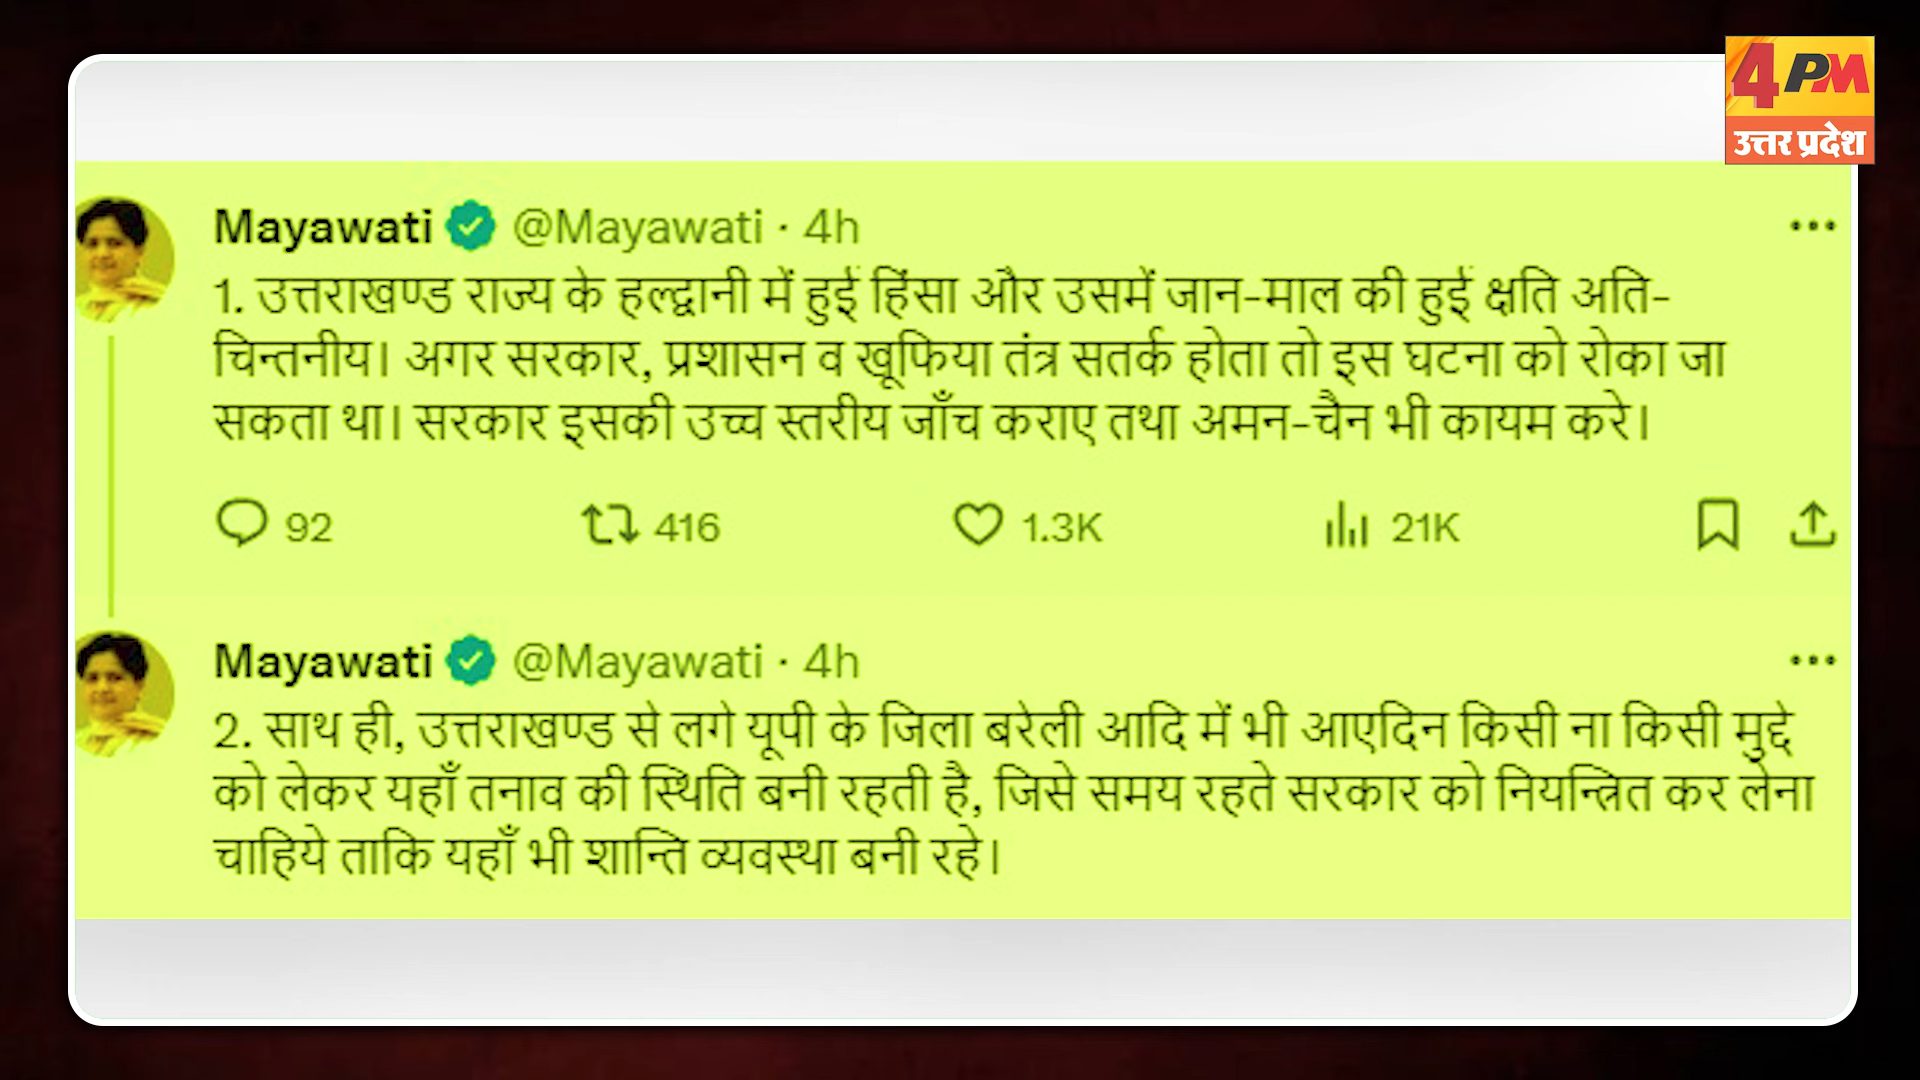 4PM
उत्तर प्रदेश
Mayawati @Mayawati · 4h
1. उत्तराखण्ड राज्य के हल्द्वानी में हुई हिंसा और उसमें जान-माल की हुई क्षति अति-
चिन्तनीय। अगर सरकार, प्रशासन व खूफिया तंत्र सतर्क होता तो इस घटना को रोका जा
सकता था। सरकार इसकी उच्च स्तरीय जाँच कराए तथा अमन-चैन भी कायम करे।
92 416 1.3K 21K
Mayawati @Mayawati · 4h
2. साथ ही, उत्तराखण्ड से लगे यूपी के जिला बरेली आदि में भी आएदिन किसी ना किसी मुद्दे
को लेकर यहाँ तनाव की स्थिति बनी रहती है, जिसे समय रहते सरकार को नियन्त्रित कर लेना
चाहिये ताकि यहाँ भी शान्ति व्यवस्था बनी रहे।